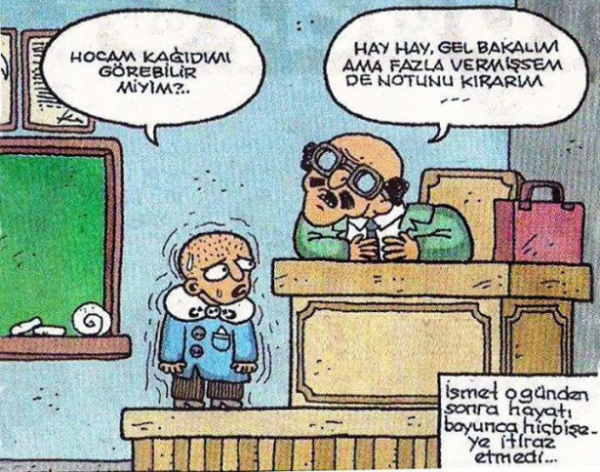 HOCAM KAĞIDIMI
GÖREBİLİR
MİYİM?..
HAY HAY, GEL BAKALIM
AMA FAZLA VERMİŞSEM
DE NOTUNU KIRARIM
...
İsmet o günden
sonra hayatı
boyunca hiçbişe-
ye itiraz
etmedi...